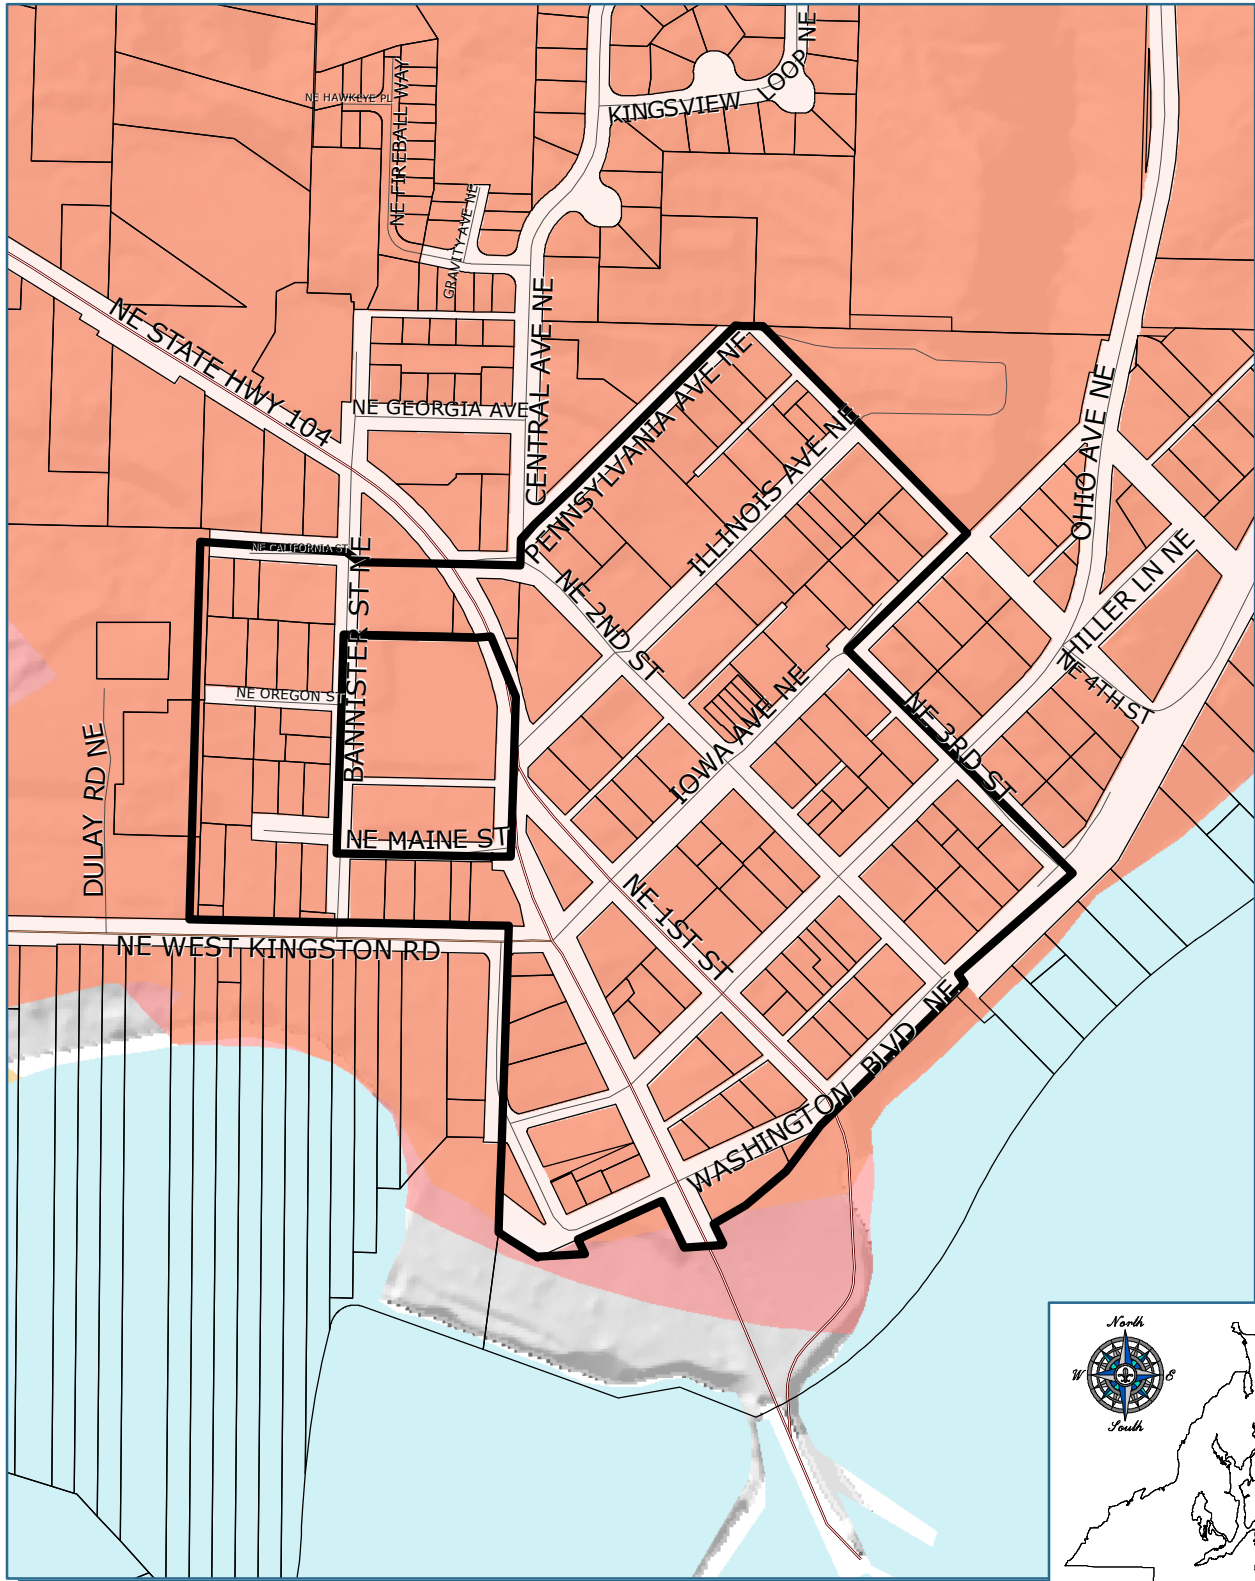 KINGSVIEW LOOP NE
NE HAWKEYE PL
NE FIREBALL WAY
GRAVITY AVE NE
NE STATE HWY 104
CENTRAL AVE NE
NE GEORGIA AVE
PENNSYLVANIA AVE NE
ILLINOIS AVE NE
OHIO AVE NE
NE CALIFORNIA ST
BANNISTER ST NE
NE 2ND ST
HILLER LN NE
NE 4TH ST
NE OREGON ST
IOWA AVE NE
NE 3RD ST
DULAY RD NE
NE MAINE ST
NE 1ST ST
NE WEST KINGSTON RD
WASHINGTON BLVD NE
North
W
E
South